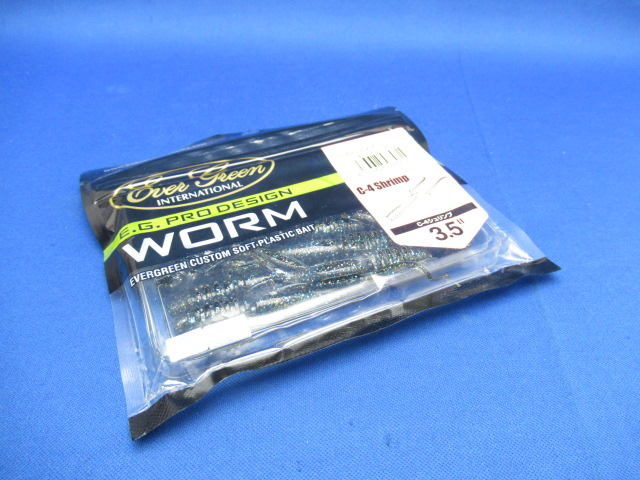 Ever Green
INTERNATIONAL
E.G. PRO DESIGN
WORM
EVERGREEN CUSTOM SOFT-PLASTIC BAIT
C-4 Shrimp
C-4シュリンプ
3.5"